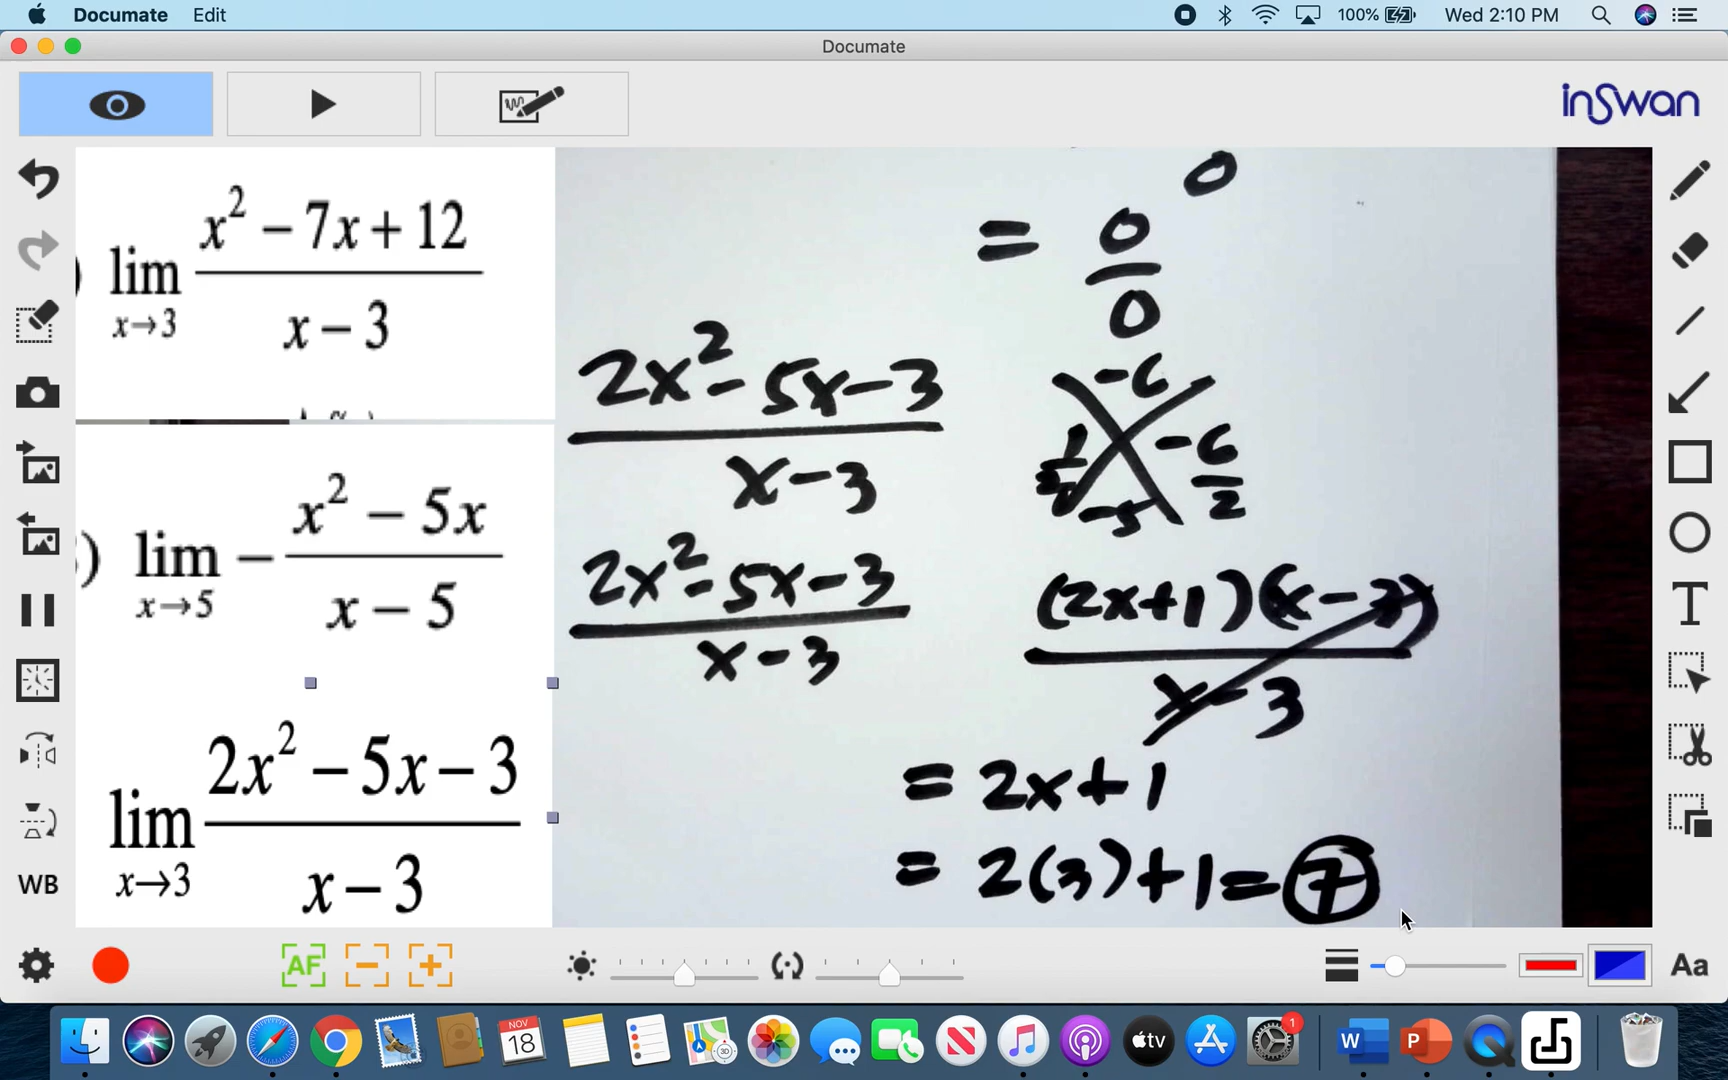 Documate Edit 100% Wed 2:10 PM
Documate
inSwan
lim x→3 x² − 7x + 12
x − 3
) lim x→5 − x² − 5x
x − 5
lim x→3 2x² − 5x − 3
x − 3
0
= 0
0
2x² - 5x - 3
x - 3
-6
-6
2
-5
2x² - 5x - 3
x - 3
(2x+1)(x-3)
x - 3
= 2x + 1
= 2(3)+1=7
WB
AF
T
Aa
NOV
18
tv
1
W
P